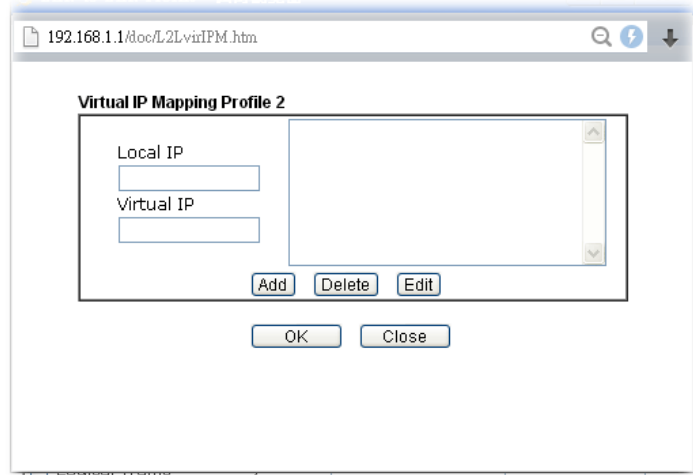 192.168.1.1/doc/L2LvirIPM.htm
Virtual IP Mapping Profile 2
Local IP
Virtual IP
Add Delete Edit
OK Close